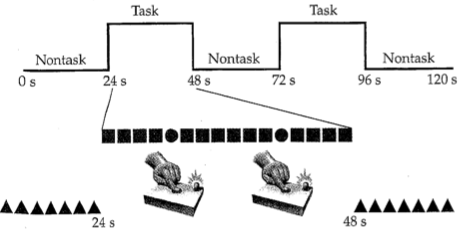 Task Task
Nontask Nontask Nontask
0 s 24 s 48 s 72 s 96 s 120 s
24 s 48 s